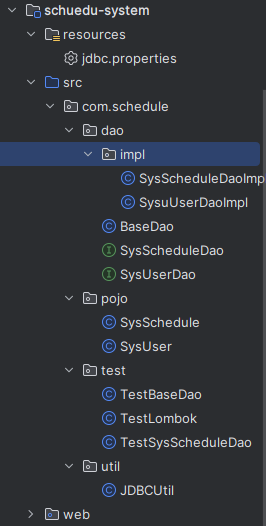 schuedu-system
resources
jdbc.properties
src
com.schedule
dao
impl
SysScheduleDaoImp
SysuUserDaoImpl
BaseDao
SysScheduleDao
SysUserDao
pojo
SysSchedule
SysUser
test
TestBaseDao
TestLombok
TestSysScheduleDao
util
JDBCUtil
web